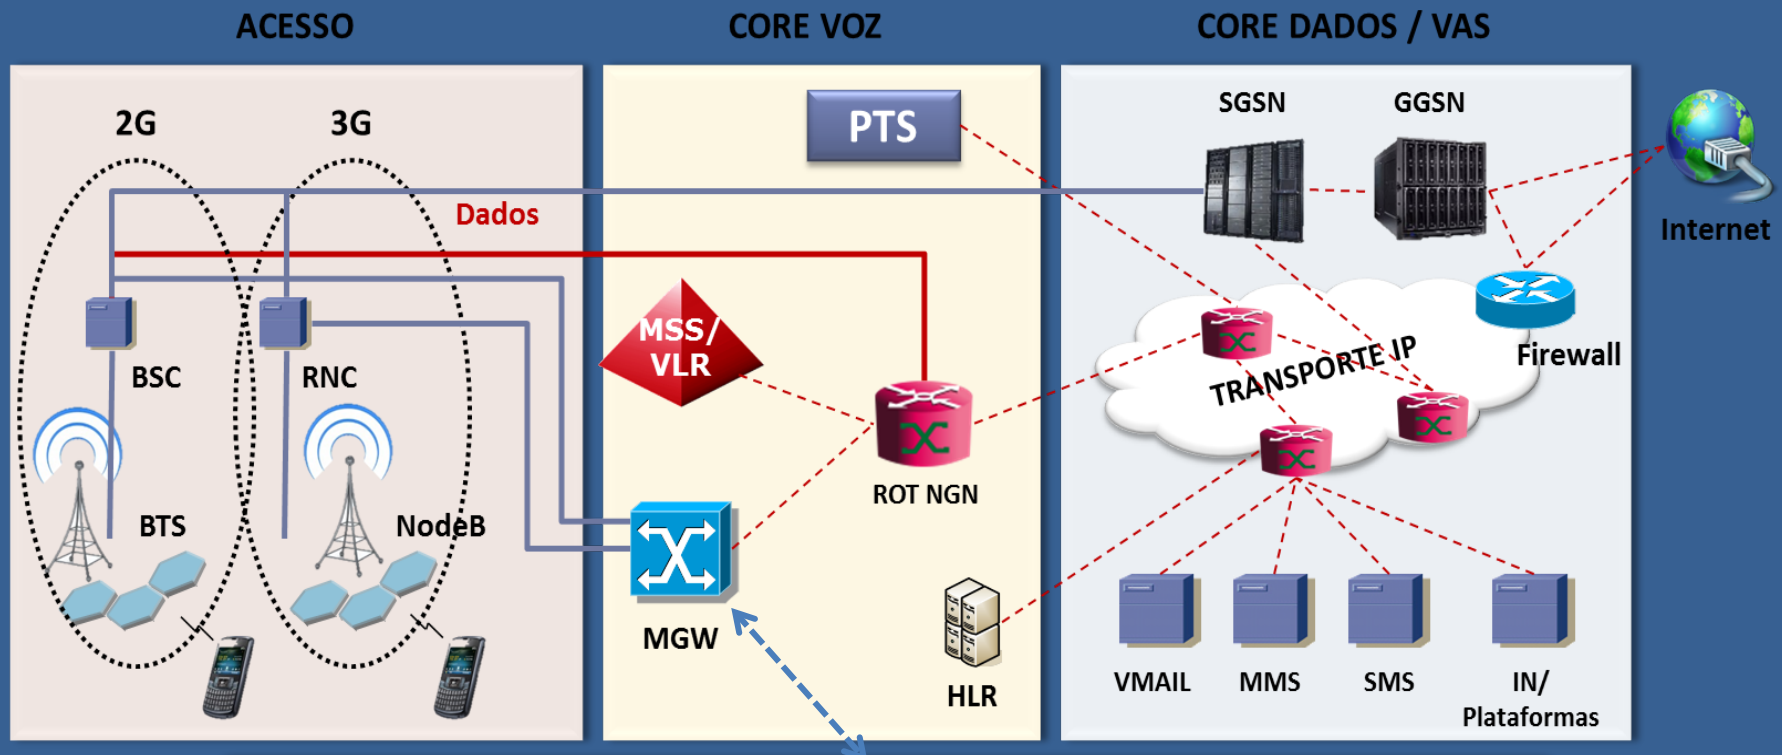 ACESSO
CORE VOZ
CORE DADOS / VAS
2G
3G
Dados
BSC
RNC
BTS
NodeB
PTS
MSS/
VLR
ROT NGN
MGW
HLR
SGSN
GGSN
Internet
Firewall
TRANSPORTE IP
VMAIL
MMS
SMS
IN/
Plataformas